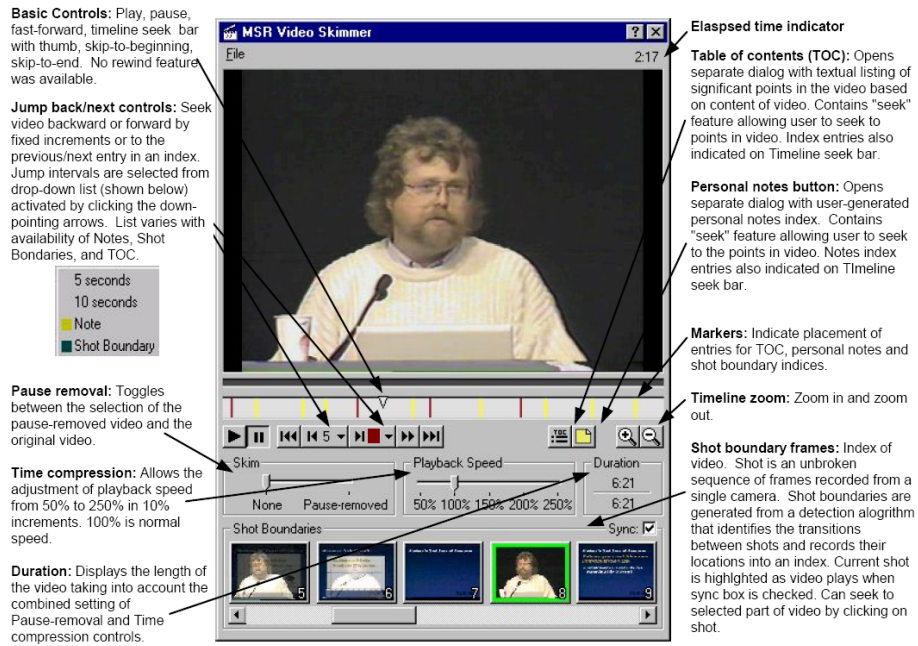 Basic Controls: Play, pause,
fast-forward, timeline seek bar
with thumb, skip-to-beginning,
skip-to-end. No rewind feature
was available.
Jump back/next controls: Seek
video backward or forward by
fixed increments or to the
previous/next entry in an index.
Jump intervals are selected from
drop-down list (shown below)
activated by clicking the down-
pointing arrows. List varies with
availability of Notes, Shot
Bondaries, and TOC.
5 seconds
10 seconds
Note
Shot Boundary
Pause removal: Toggles
between the selection of the
pause-removed video and the
original video.
Time compression: Allows the
adjustment of playback speed
from 50% to 250% in 10%
increments. 100% is normal
speed.
Duration: Displays the length of
the video taking into account the
combined setting of
Pause-removal and Time
compression controls.
MSR Video Skimmer
File
2:17
5
TOC
Skim
None Pause-removed
Playback Speed
50% 100% 150% 200% 250%
Duration
6:21
6:21
Shot Boundaries
Sync:
5
6
7
8
9
Elaspsed time indicator
Table of contents (TOC): Opens
separate dialog with textual listing of
significant points in the video based
on content of video. Contains "seek"
feature allowing user to seek to
points in video. Index entries also
indicated on Timeline seek bar.
Personal notes button: Opens
separate dialog with user-generated
personal notes index. Contains
"seek" feature allowing user to seek
to the points in video. Notes index
entries also indicated on TImeline
seek bar.
Markers: Indicate placement of
entries for TOC, personal notes and
shot boundary indices.
Timeline zoom: Zoom in and zoom
out.
Shot boundary frames: Index of
video. Shot is an unbroken
sequence of frames recorded from a
single camera. Shot boundaries are
generated from a detection alogrithm
that identifies the transitions
between shots and records their
locations into an index. Current shot
is highlghted as video plays when
sync box is checked. Can seek to
selected part of video by clicking on
shot.